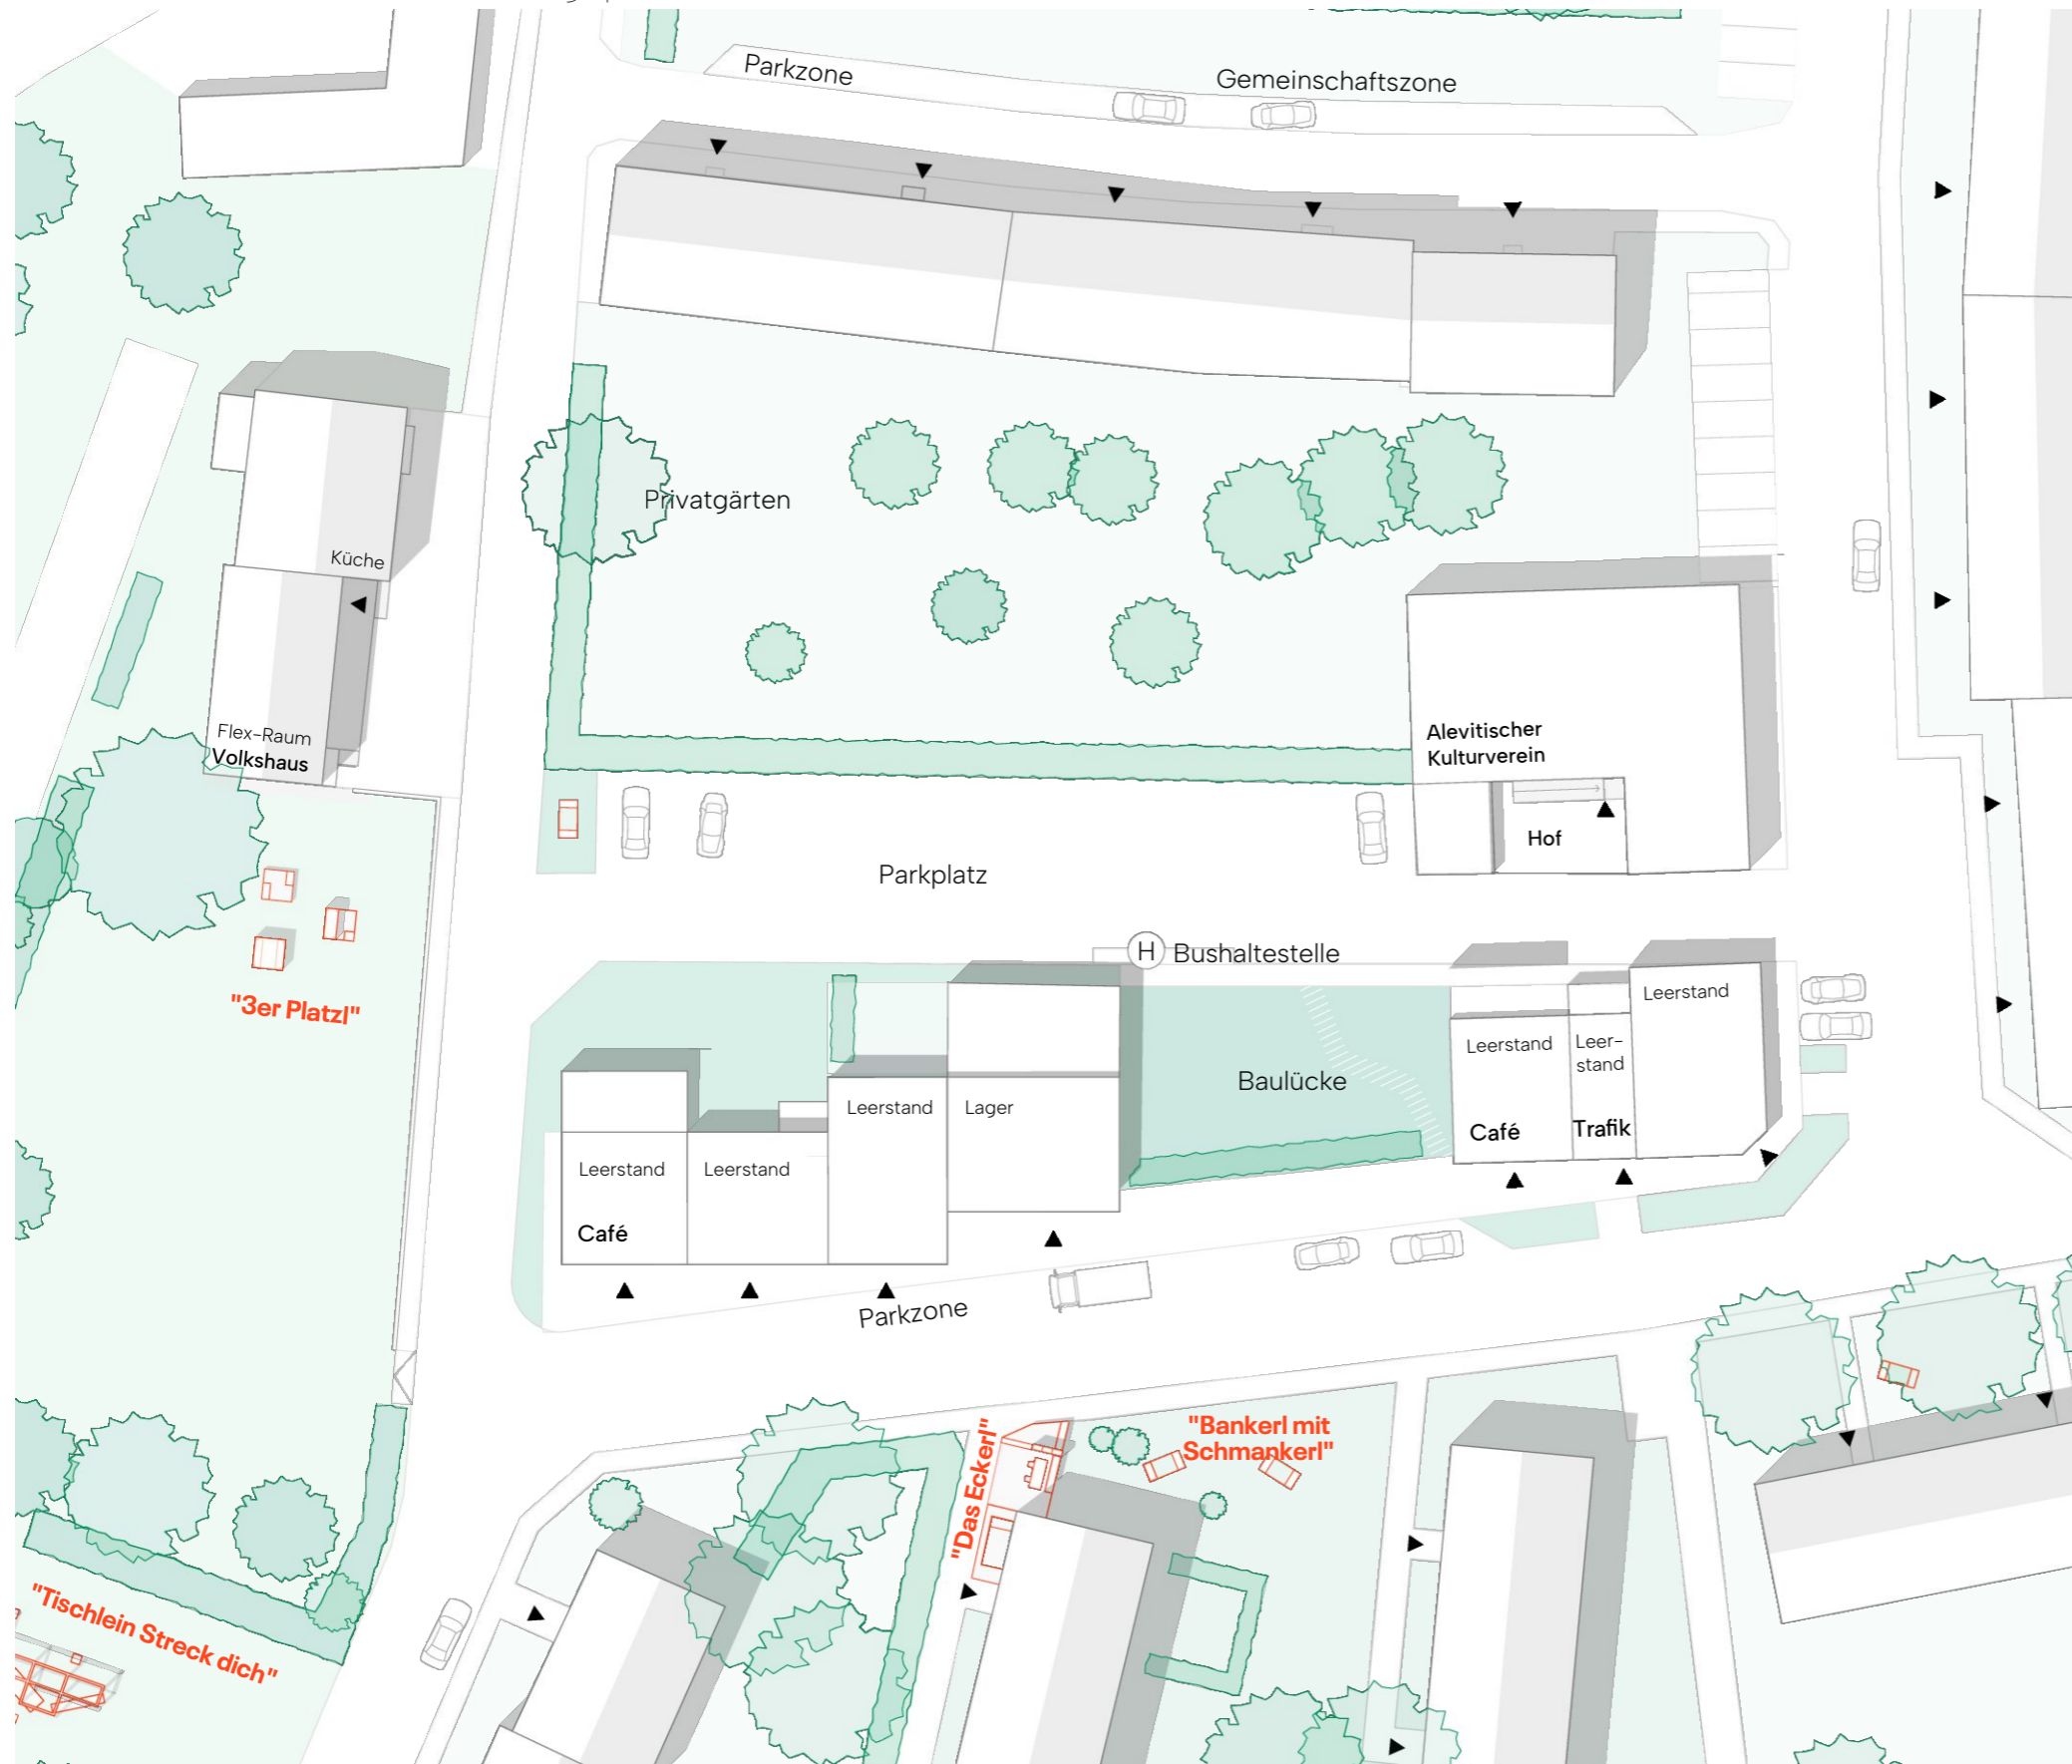 Parkzone
Gemeinschaftszone
Privatgärten
Küche
Flex-Raum
Volkshaus
Alevitischer
Kulturverein
Hof
Parkplatz
H Bushaltestelle
"3er Platzl"
Leerstand
Leerstand
Leer-
stand
Baulücke
Leerstand
Lager
Café
Trafik
Leerstand
Leerstand
Café
Parkzone
"Das Eckerl"
"Bankerl mit
Schmankerl"
"Tischlein Streck dich"